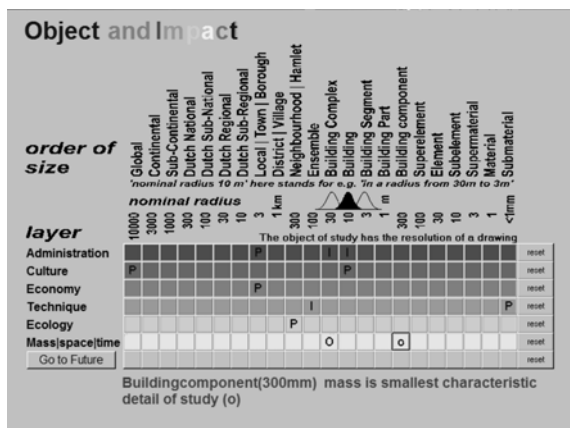 Object and Impact
Global
Continental
Sub-Continental
Dutch National
Dutch Sub-National
Dutch Regional
Dutch Sub-Regional
Local | Town | Borough
District | Village
Neighbourhood | Hamlet
Ensemble
Building Complex
Building
Building Segment
Building Part
Building component
Superelement
Element
Subelement
Supermaterial
Material
Submaterial
order of
size
'nominal radius 10 m' here stands for e.g. 'in a radius from 30m to 3m'
nominal radius
10000 3000 1000 300 100 30 10 3 1 km 300 100 30 10 3 1 m 300 100 30 10 3 1 <1mm
layer
The object of study has the resolution of a drawing
Administration P I I reset
Culture P P reset
Economy P reset
Technique I P reset
Ecology P reset
Mass|space|time O o reset
Go to Future reset
Buildingcomponent(300mm) mass is smallest characteristic
detail of study (o)